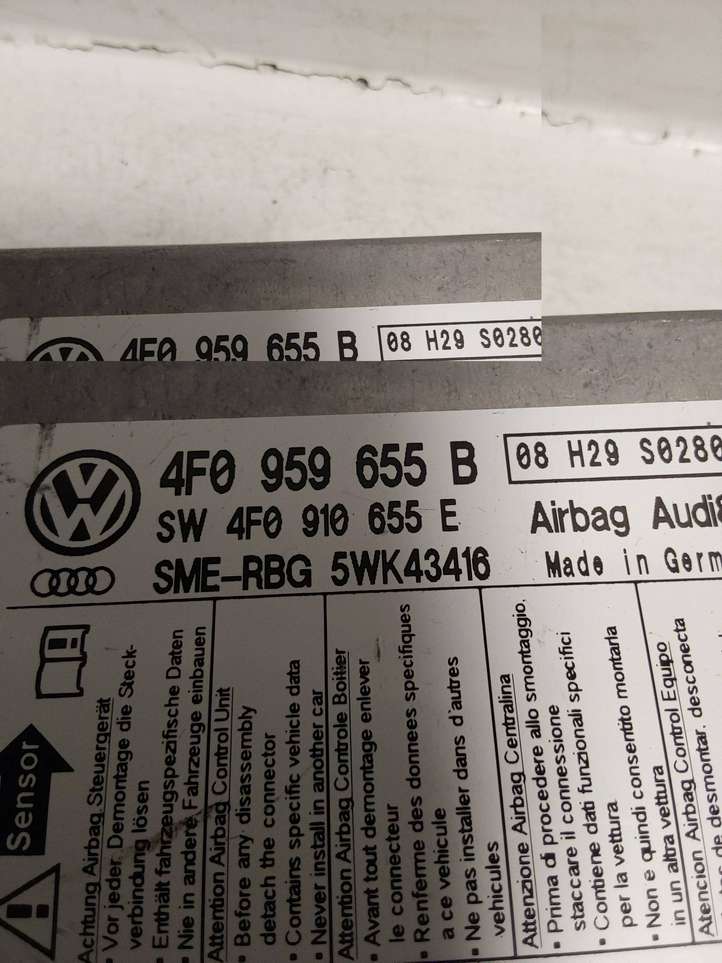 4F0 959 655 B 08 H29 S0280
4F0 959 655 B 08 H29 S0280
SW 4F0 910 655 E Airbag
SME-RBG 5WK43416 Made in
Sensor
Achtung Airbag Steuergerät
• Vor jeder Demontage die Steck-
verbindung lösen
• Enthält fahrzeugspezifische Daten
• Nie in andere Fahrzeuge einbauen
Attention Airbag Control Unit
• Before any disassembly
detach the connector
• Contains specific vehicle data
• Never install in another car
Attention Airbag Controle Boitier
• Avant tout demontage enlever
le connecteur
• Renferme des donnees specifiques
a ce vehicule
• Ne pas installer dans d'autres
vehicules
Attenzione Airbag Centralina
• Prima di procedere allo smontaggio,
staccare il connessione
• Contiene dati funzionali specifici
per la vettura
• Non e quindi consentito montarla
in un altra vettura
Atencion Airbag Control Equipo
de desmontar, desconecta